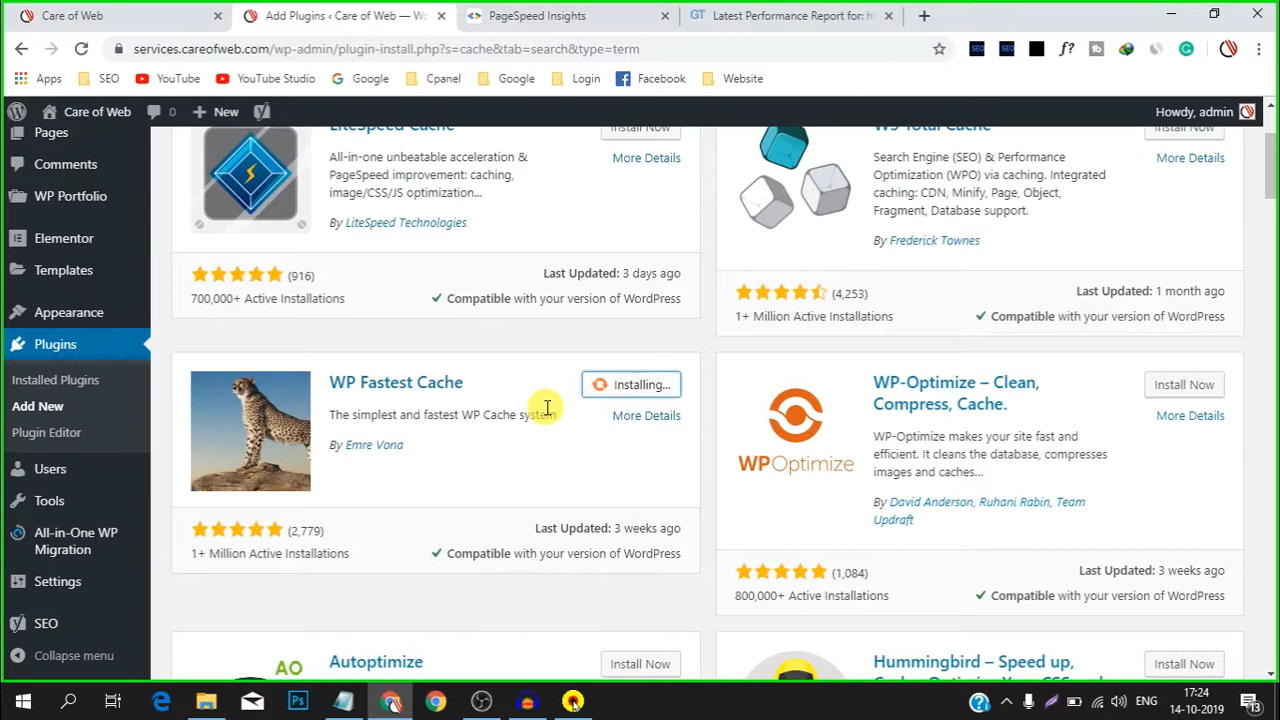 Care of Web
Add Plugins ‹ Care of Web — Wo
PageSpeed Insights
GT
Latest Performance Report for: ht
services.careofweb.com/wp-admin/plugin-install.php?s=cache&tab=search&type=term
Apps
SEO
YouTube
YouTube Studio
Google
Cpanel
Google
Login
Facebook
Website
Care of Web
0
New
Howdy, admin
Pages
Comments
WP Portfolio
Elementor
Templates
Appearance
Plugins
Installed Plugins
Add New
Plugin Editor
Users
Tools
All-in-One WP
Migration
Settings
SEO
Collapse menu
LiteSpeed Cache
Install Now
All-in-one unbeatable acceleration &
PageSpeed improvement: caching,
image/CSS/JS optimization...
More Details
By LiteSpeed Technologies
(916)
Last Updated: 3 days ago
700,000+ Active Installations
Compatible with your version of WordPress
W3 Total Cache
Install Now
Search Engine (SEO) & Performance
Optimization (WPO) via caching. Integrated
caching: CDN, Minify, Page, Object,
Fragment, Database support.
More Details
By Frederick Townes
(4,253)
Last Updated: 1 month ago
1+ Million Active Installations
Compatible with your version of WordPress
WP Fastest Cache
Installing...
The simplest and fastest WP Cache system
More Details
By Emre Vona
(2,779)
Last Updated: 3 weeks ago
1+ Million Active Installations
Compatible with your version of WordPress
WP-Optimize – Clean,
Compress, Cache.
Install Now
WP-Optimize makes your site fast and
efficient. It cleans the database, compresses
images and caches...
More Details
WPOptimize
By David Anderson, Ruhani Rabin, Team
Updraft
(1,084)
Last Updated: 3 weeks ago
800,000+ Active Installations
Compatible with your version of WordPress
AO
Autoptimize
Install Now
Hummingbird – Speed up,
Install Now
ENG
17:24
14-10-2019
13